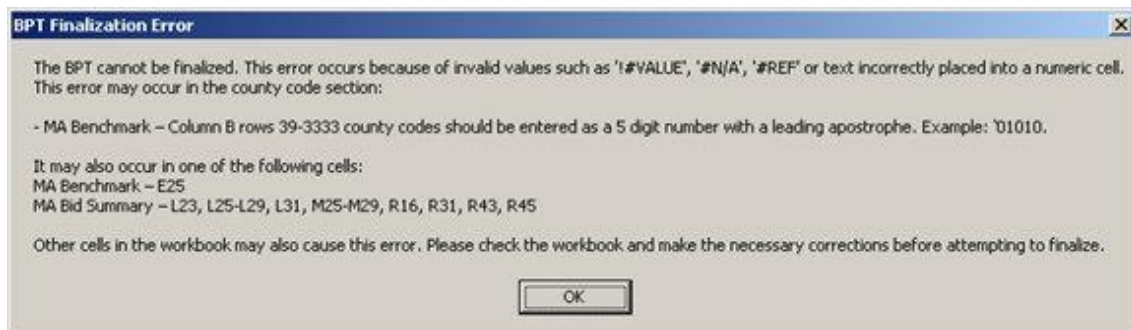 BPT Finalization Error
The BPT cannot be finalized. This error occurs because of invalid values such as '!#VALUE', '#N/A', '#REF' or text incorrectly placed into a numeric cell.
This error may occur in the county code section:
- MA Benchmark – Column B rows 39-3333 county codes should be entered as a 5 digit number with a leading apostrophe. Example: '01010.
It may also occur in one of the following cells:
MA Benchmark – E25
MA Bid Summary – L23, L25-L29, L31, M25-M29, R16, R31, R43, R45
Other cells in the workbook may also cause this error. Please check the workbook and make the necessary corrections before attempting to finalize.
OK